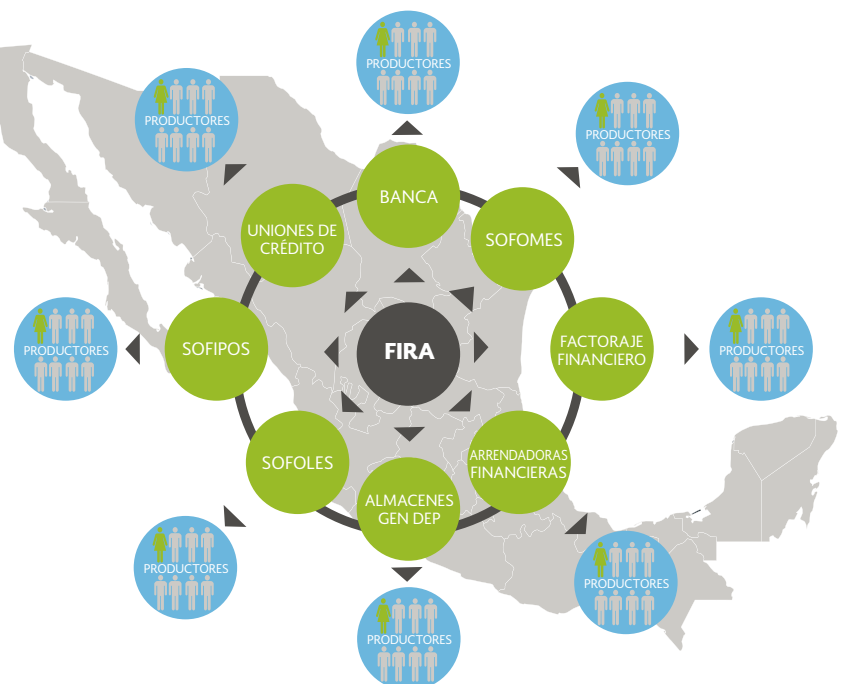 PRODUCTORES
PRODUCTORES
PRODUCTORES
BANCA
UNIONES DE
CRÉDITO
SOFOMES
SOFIPOS
FIRA
FACTORAJE
FINANCIERO
PRODUCTORES
PRODUCTORES
SOFOLES
ARRENDADORAS
FINANCIERAS
ALMACENES
GEN DEP
PRODUCTORES
PRODUCTORES
PRODUCTORES